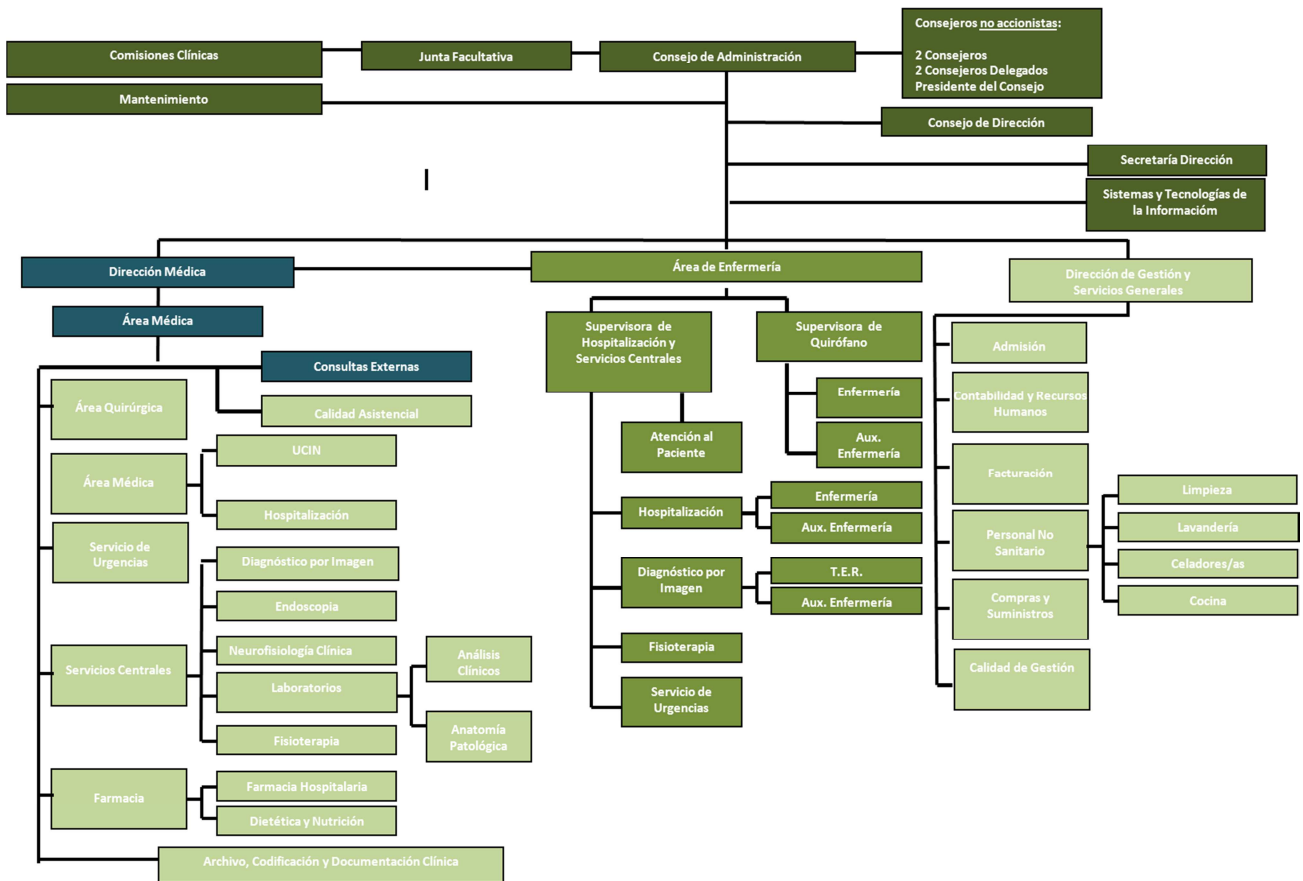 Consejeros no accionistas:
2 Consejeros
2 Consejeros Delegados
Presidente del Consejo
Comisiones Clínicas
Junta Facultativa
Consejo de Administración
Mantenimiento
Consejo de Dirección
Secretaría Dirección
Sistemas y Tecnologías de
la Informacióm
Dirección Médica
Área de Enfermería
Dirección de Gestión y
Servicios Generales
Área Médica
Consultas Externas
Calidad Asistencial
Área Quirúrgica
Área Médica
UCIN
Hospitalización
Servicio de
Urgencias
Servicios Centrales
Diagnóstico por Imagen
Endoscopia
Neurofisiología Clínica
Laboratorios
Fisioterapia
Análisis
Clínicos
Anatomía
Patológica
Farmacia
Farmacia Hospitalaria
Dietética y Nutrición
Archivo, Codificación y Documentación Clínica
Supervisora de
Hospitalización y
Servicios Centrales
Supervisora de
Quirófano
Enfermería
Aux.
Enfermería
Atención al
Paciente
Hospitalización
Enfermería
Aux. Enfermería
Diagnóstico por
Imagen
T.E.R.
Aux. Enfermería
Fisioterapia
Servicio de
Urgencias
Admisión
Contabilidad y Recursos
Humanos
Facturación
Personal No
Sanitario
Limpieza
Lavandería
Celadores/as
Cocina
Compras y
Suministros
Calidad de Gestión